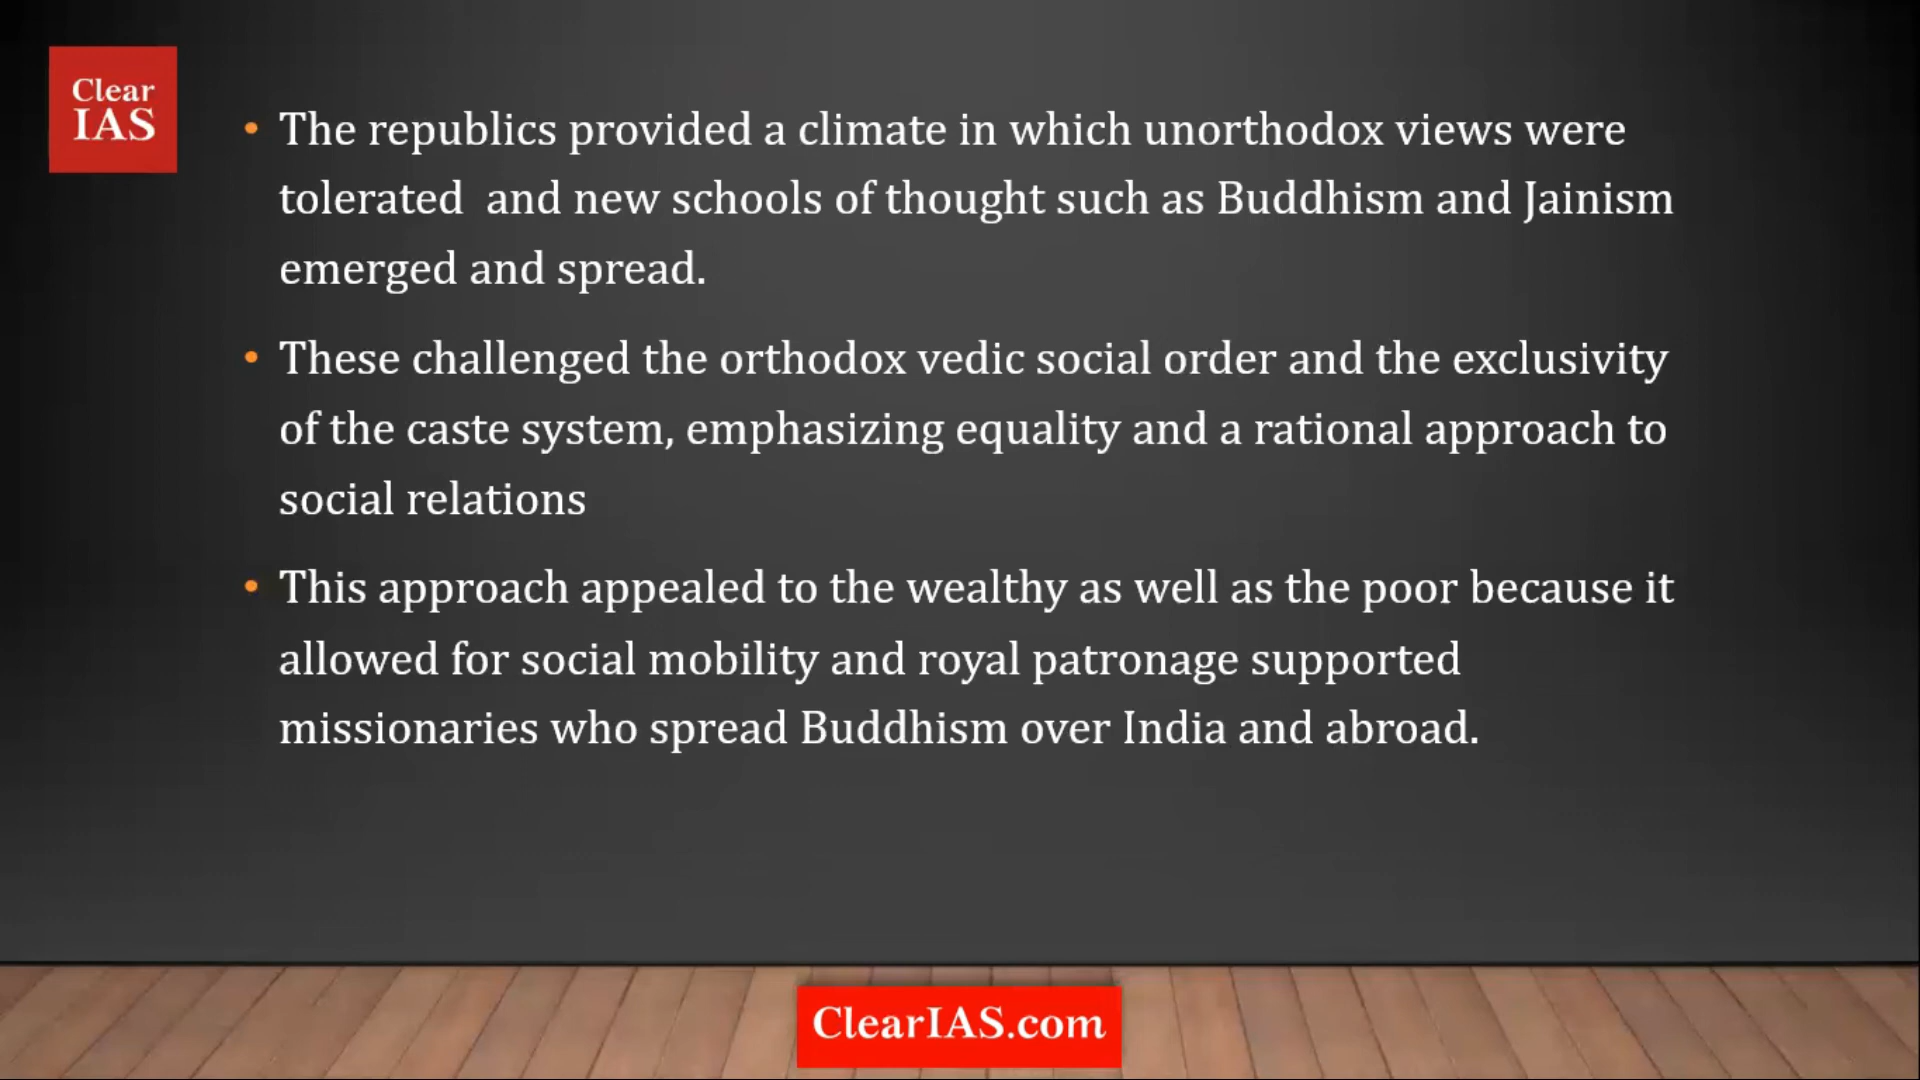 Clear
IAS
• The republics provided a climate in which unorthodox views were
tolerated  and new schools of thought such as Buddhism and Jainism
emerged and spread.
• These challenged the orthodox vedic social order and the exclusivity
of the caste system, emphasizing equality and a rational approach to
social relations
• This approach appealed to the wealthy as well as the poor because it
allowed for social mobility and royal patronage supported
missionaries who spread Buddhism over India and abroad.
ClearIAS.com